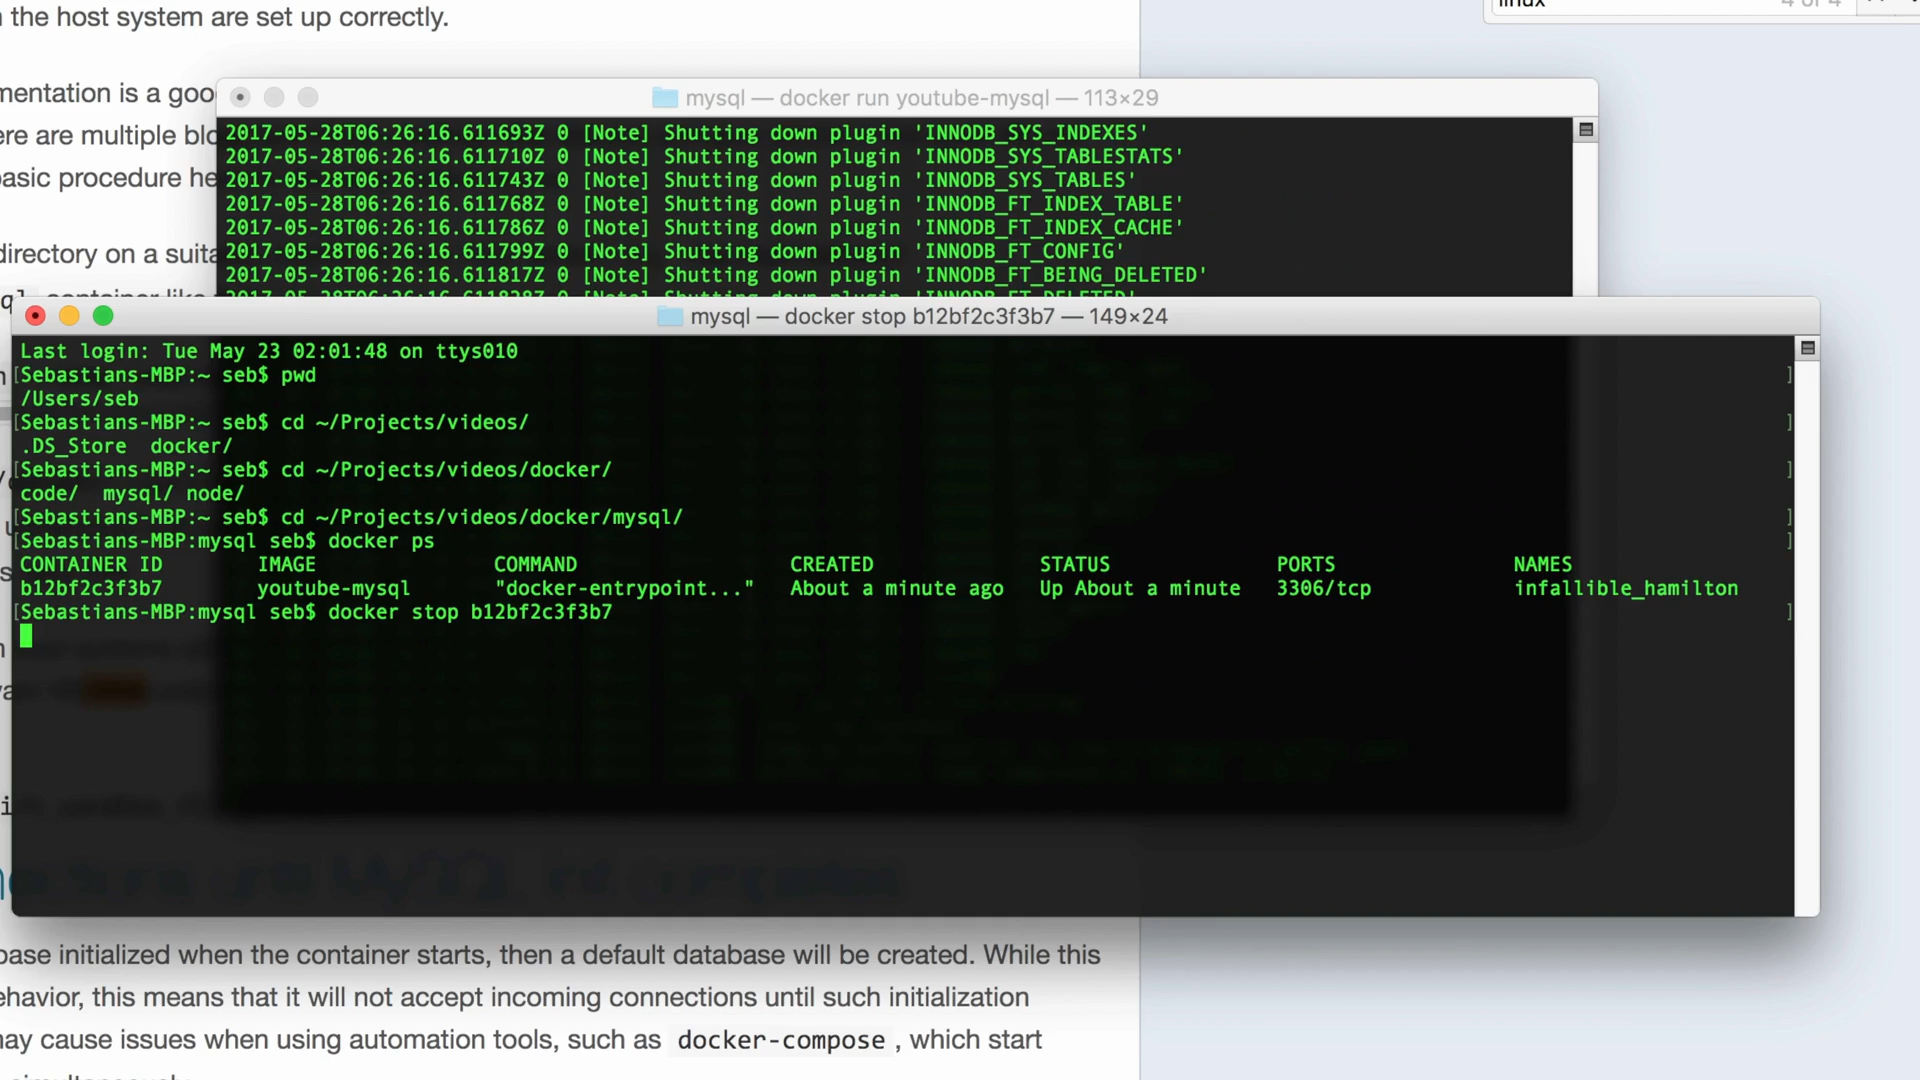 the host system are set up correctly.
linux 4 of 4
mentation is a goo
ere are multiple blo
asic procedure he
directory on a suita
mysql — docker run youtube-mysql — 113×29
2017-05-28T06:26:16.611693Z 0 [Note] Shutting down plugin 'INNODB_SYS_INDEXES'
2017-05-28T06:26:16.611710Z 0 [Note] Shutting down plugin 'INNODB_SYS_TABLESTATS'
2017-05-28T06:26:16.611743Z 0 [Note] Shutting down plugin 'INNODB_SYS_TABLES'
2017-05-28T06:26:16.611768Z 0 [Note] Shutting down plugin 'INNODB_FT_INDEX_TABLE'
2017-05-28T06:26:16.611786Z 0 [Note] Shutting down plugin 'INNODB_FT_INDEX_CACHE'
2017-05-28T06:26:16.611799Z 0 [Note] Shutting down plugin 'INNODB_FT_CONFIG'
2017-05-28T06:26:16.611817Z 0 [Note] Shutting down plugin 'INNODB_FT_BEING_DELETED'
mysql — docker stop b12bf2c3f3b7 — 149×24
Last login: Tue May 23 02:01:48 on ttys010
[Sebastians-MBP:~ seb$ pwd ]
/Users/seb
[Sebastians-MBP:~ seb$ cd ~/Projects/videos/ ]
.DS_Store docker/
[Sebastians-MBP:~ seb$ cd ~/Projects/videos/docker/ ]
code/ mysql/ node/
[Sebastians-MBP:~ seb$ cd ~/Projects/videos/docker/mysql/ ]
[Sebastians-MBP:mysql seb$ docker ps ]
CONTAINER ID IMAGE COMMAND CREATED STATUS PORTS NAMES
b12bf2c3f3b7 youtube-mysql "docker-entrypoint..." About a minute ago Up About a minute 3306/tcp infallible_hamilton
[Sebastians-MBP:mysql seb$ docker stop b12bf2c3f3b7 ]
base initialized when the container starts, then a default database will be created. While this
ehavior, this means that it will not accept incoming connections until such initialization
may cause issues when using automation tools, such as docker-compose , which start